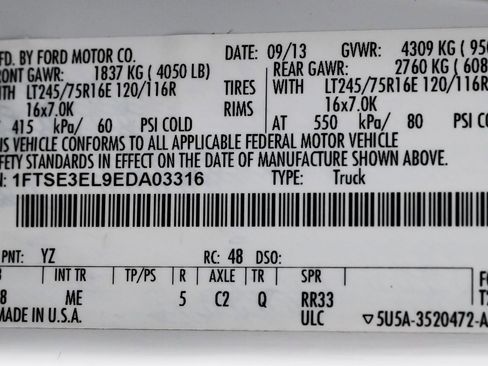 MFD. BY FORD MOTOR CO. DATE: 09/13 GVWR: 4309 KG ( 950
FRONT GAWR: 1837 KG ( 4050 LB) REAR GAWR: 2760 KG ( 608
WITH LT245/75R16E 120/116R TIRES WITH LT245/75R16E 120/116R
16x7.0K RIMS 16x7.0K
415 kPa/ 60 PSI COLD AT 550 kPa/ 80 PSI COLD
IS VEHICLE CONFORMS TO ALL APPLICABLE FEDERAL MOTOR VEHICLE
FETY STANDARDS IN EFFECT ON THE DATE OF MANUFACTURE SHOWN ABOVE.
: 1FTSE3EL9EDA03316 TYPE: Truck
PNT: YZ RC: 48 DSO:
INT TR TP/PS R AXLE TR SPR
8 ME 5 C2 Q RR33
MADE IN U.S.A. ULC ▽5U5A-3520472-A